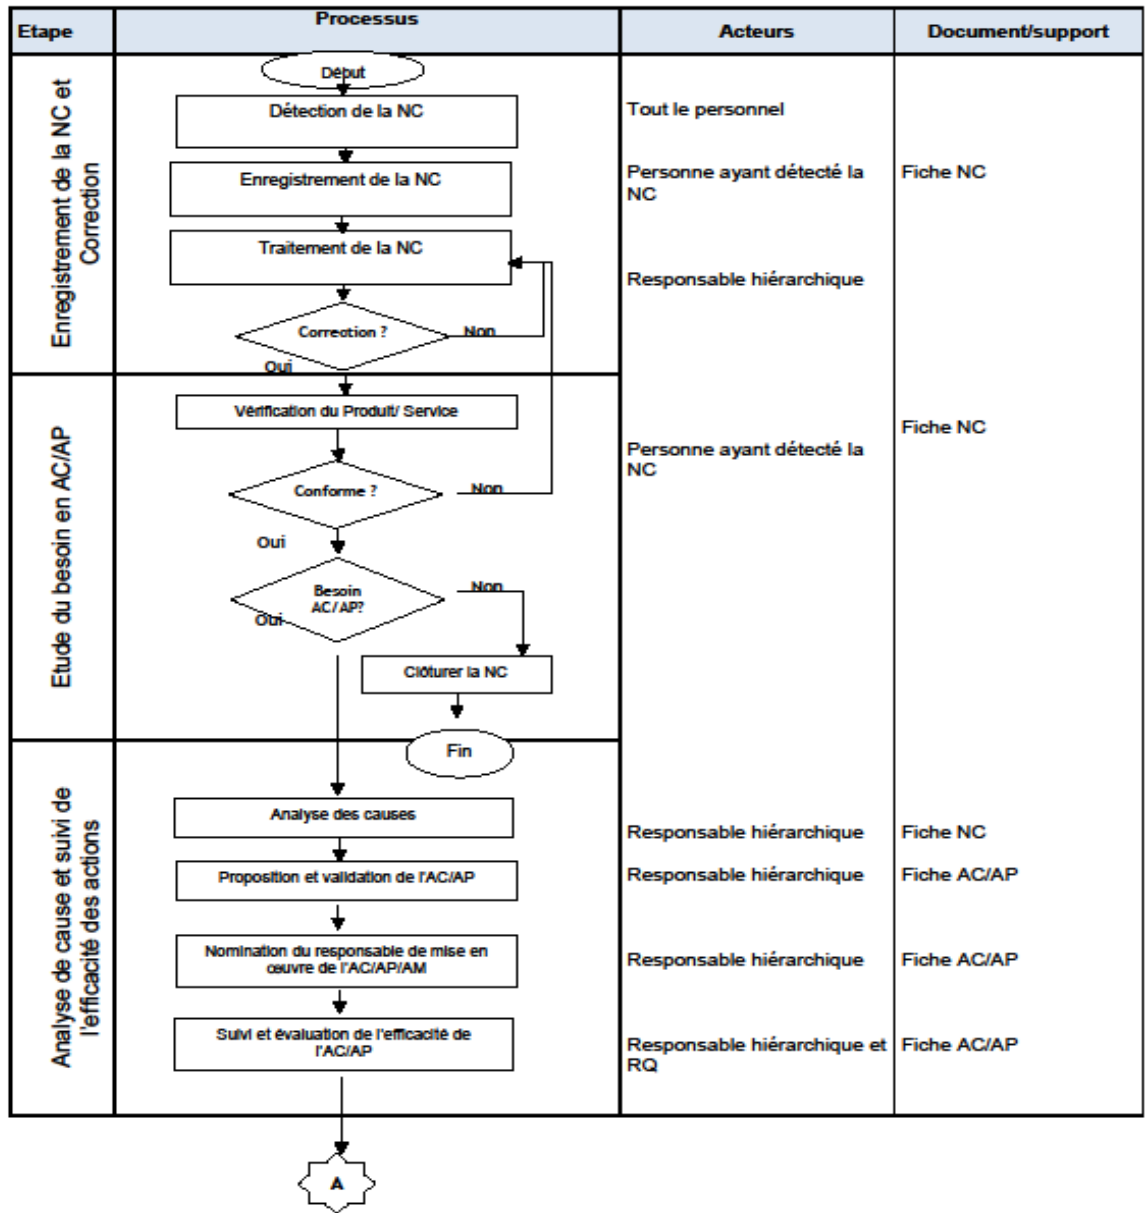 Etape
Processus
Acteurs
Document/support
Enregistrement de la NC et
Correction
Début
Détection de la NC
Tout le personnel
Enregistrement de la NC
Personne ayant détecté la
NC
Fiche NC
Traitement de la NC
Responsable hiérarchique
Correction ?
Non
Oui
Etude du besoin en AC/AP
Vérification du Produit/ Service
Fiche NC
Personne ayant détecté la
NC
Conforme ?
Non
Oui
Besoin
AC/AP?
Non
Oui
Clôturer la NC
Fin
Analyse de cause et suivi de
l'efficacité des actions
Analyse des causes
Responsable hiérarchique
Fiche NC
Proposition et validation de l'AC/AP
Responsable hiérarchique
Fiche AC/AP
Nomination du responsable de mise en
œuvre de l'AC/AP/AM
Responsable hiérarchique
Fiche AC/AP
Suivi et évaluation de l'efficacité de
l'AC/AP
Responsable hiérarchique et
RQ
Fiche AC/AP
A